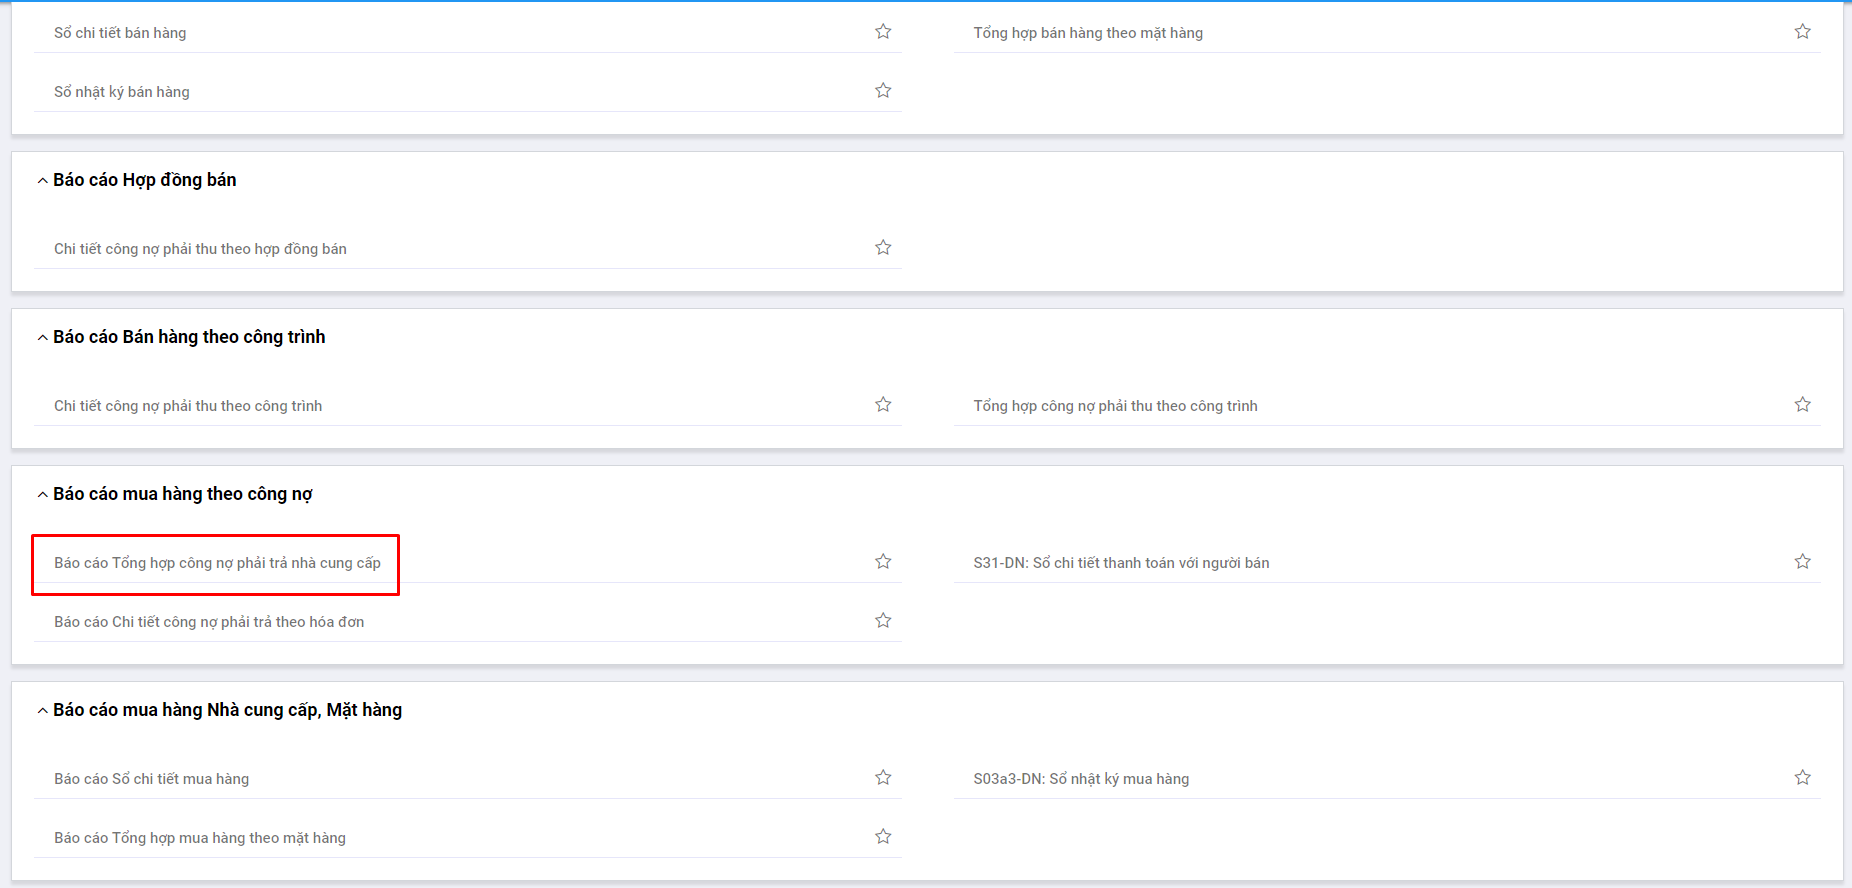 Sổ chi tiết bán hàng
Tổng hợp bán hàng theo mặt hàng
Sổ nhật ký bán hàng
Báo cáo Hợp đồng bán
Chi tiết công nợ phải thu theo hợp đồng bán
Báo cáo Bán hàng theo công trình
Chi tiết công nợ phải thu theo công trình
Tổng hợp công nợ phải thu theo công trình
Báo cáo mua hàng theo công nợ
Báo cáo Tổng hợp công nợ phải trả nhà cung cấp
S31-DN: Sổ chi tiết thanh toán với người bán
Báo cáo Chi tiết công nợ phải trả theo hóa đơn
Báo cáo mua hàng Nhà cung cấp, Mặt hàng
Báo cáo Sổ chi tiết mua hàng
S03a3-DN: Sổ nhật ký mua hàng
Báo cáo Tổng hợp mua hàng theo mặt hàng